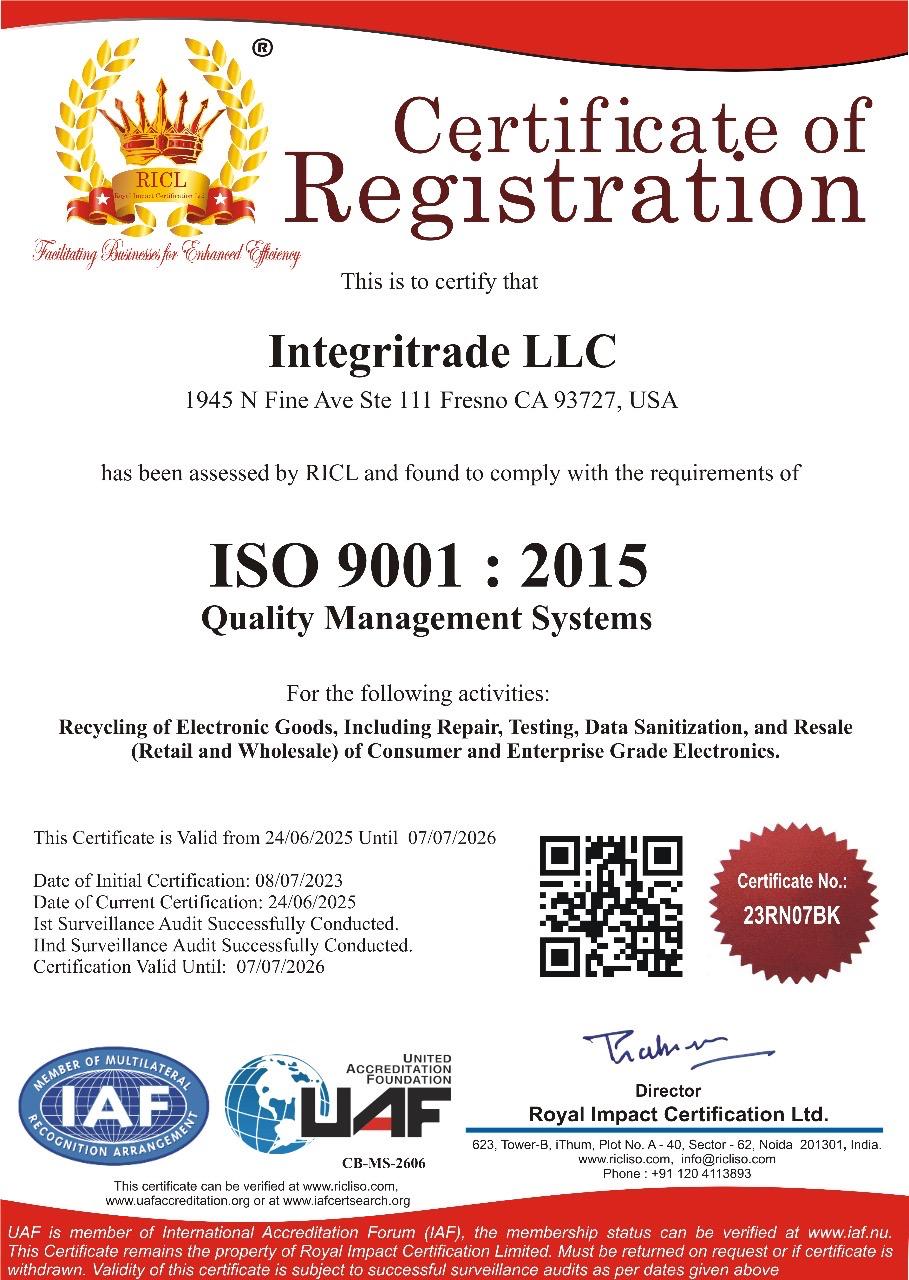 ®
RICL
Royal Impact Certification Ltd.
Facilitating Businesses for Enhanced Efficiency
Certificate of
Registration
This is to certify that
Integritrade LLC
1945 N Fine Ave Ste 111 Fresno CA 93727, USA
has been assessed by RICL and found to comply with the requirements of
ISO 9001 : 2015
Quality Management Systems
For the following activities:
Recycling of Electronic Goods, Including Repair, Testing, Data Sanitization, and Resale
(Retail and Wholesale) of Consumer and Enterprise Grade Electronics.
This Certificate is Valid from 24/06/2025 Until 07/07/2026
Date of Initial Certification: 08/07/2023
Date of Current Certification: 24/06/2025
Ist Surveillance Audit Successfully Conducted.
IInd Surveillance Audit Successfully Conducted.
Certification Valid Until: 07/07/2026
Certificate No.:
23RN07BK
MEMBER OF MULTILATERAL
IAF
RECOGNITION ARRANGEMENT
UNITED
ACCREDITATION
FOUNDATION
UAF
CB-MS-2606
This certificate can be verified at www.ricliso.com,
www.uafaccreditation.org or at www.iafcertsearch.org
Director
Royal Impact Certification Ltd.
623, Tower-B, iThum, Plot No. A - 40, Sector - 62, Noida 201301, India.
www.ricliso.com, info@ricliso.com
Phone : +91 120 4113893
UAF is member of International Accreditation Forum (IAF), the membership status can be verified at www.iaf.nu.
This Certificate remains the property of Royal Impact Certification Limited. Must be returned on request or if certificate is
withdrawn. Validity of this certificate is subject to successful surveillance audits as per dates given above